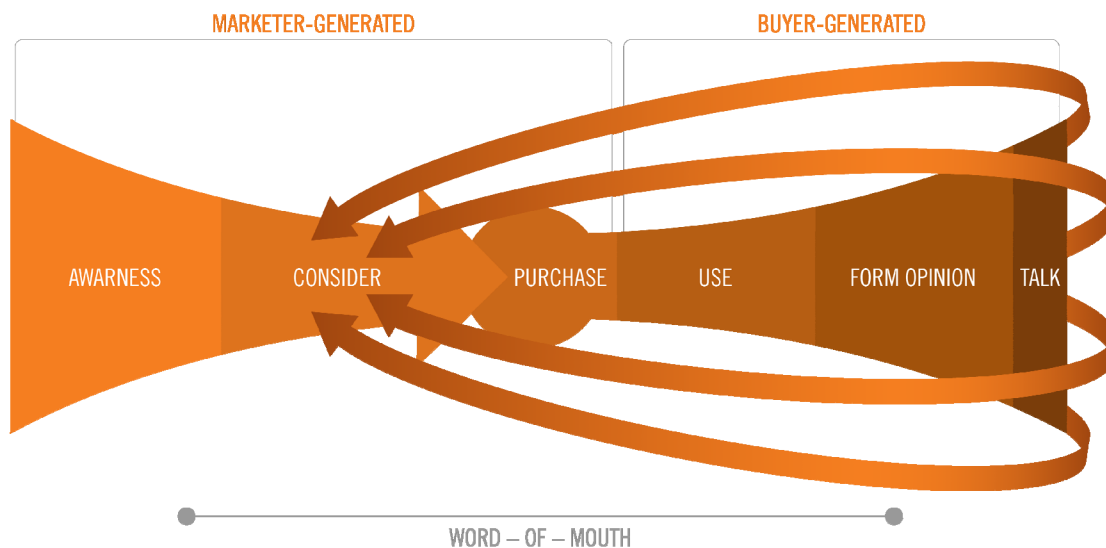 MARKETER-GENERATED
BUYER-GENERATED
AWARNESS
CONSIDER
PURCHASE
USE
FORM OPINION
TALK
WORD – OF – MOUTH